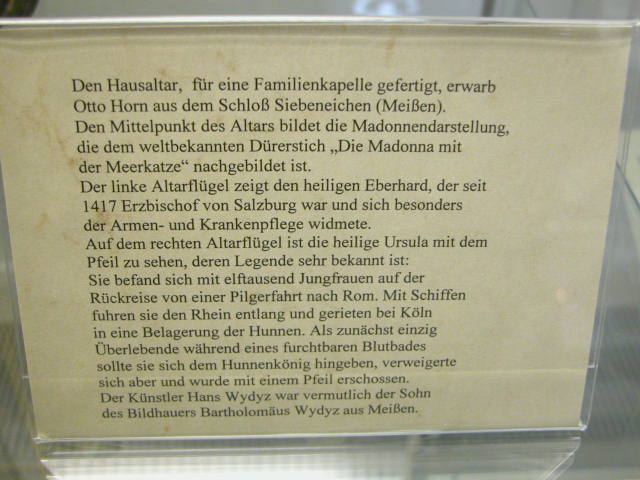 Den Hausaltar, für eine Familienkapelle gefertigt, erwarb
Otto Horn aus dem Schloß Siebeneichen (Meißen).
Den Mittelpunkt des Altars bildet die Madonnendarstellung,
die dem weltbekannten Dürerstich „Die Madonna mit
der Meerkatze“ nachgebildet ist.
Der linke Altarflügel zeigt den heiligen Eberhard, der seit
1417 Erzbischof von Salzburg war und sich besonders
der Armen- und Krankenpflege widmete.
Auf dem rechten Altarflügel ist die heilige Ursula mit dem
Pfeil zu sehen, deren Legende sehr bekannt ist:
Sie befand sich mit elftausend Jungfrauen auf der
Rückreise von einer Pilgerfahrt nach Rom. Mit Schiffen
fuhren sie den Rhein entlang und gerieten bei Köln
in eine Belagerung der Hunnen. Als zunächst einzig
Überlebende während eines furchtbaren Blutbades
sollte sie sich dem Hunnenkönig hingeben, verweigerte
sich aber und wurde mit einem Pfeil erschossen.
Der Künstler Hans Wydyz war vermutlich der Sohn
des Bildhauers Bartholomäus Wydyz aus Meißen.